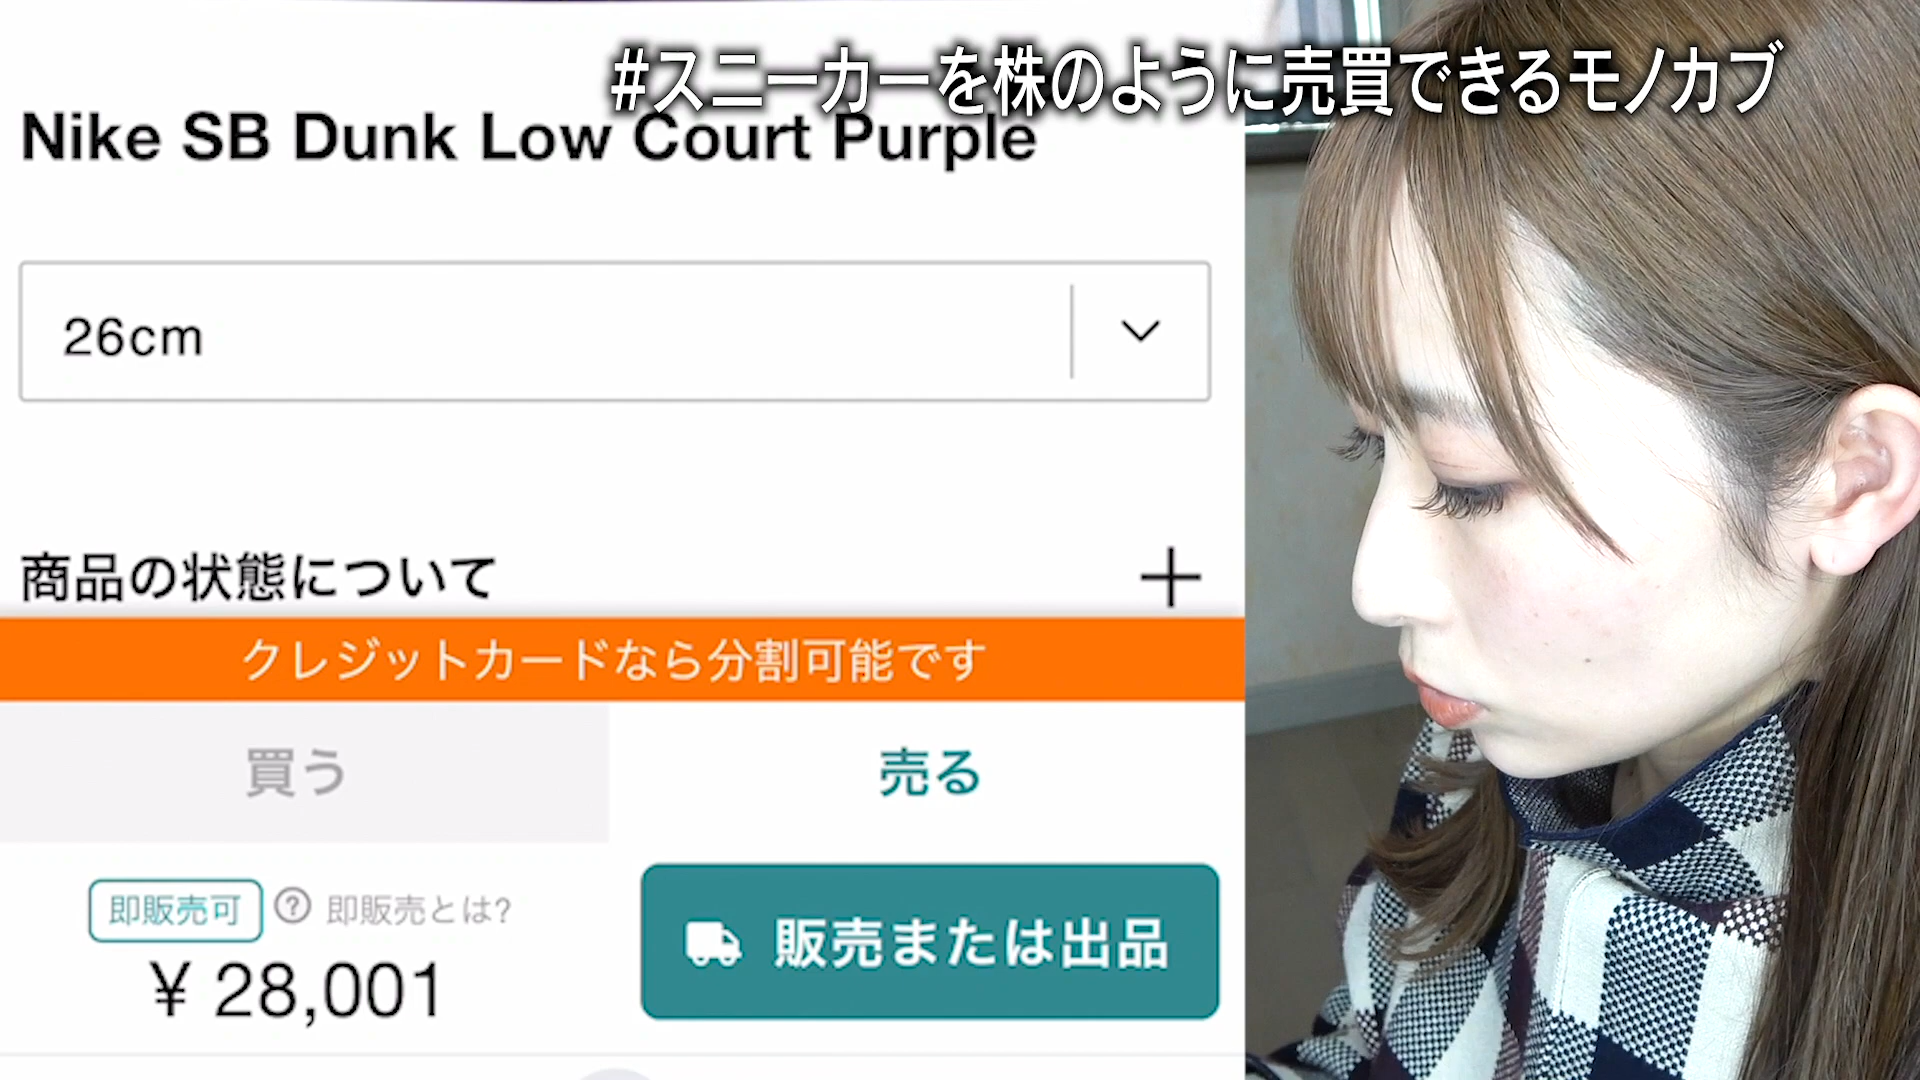 #スニーカーを株のように売買できるモノカブ
Nike SB Dunk Low Court Purple
26cm
商品の状態について
クレジットカードなら分割可能です
買う
売る
即販売可 ? 即販売とは?
¥ 28,001
販売または出品